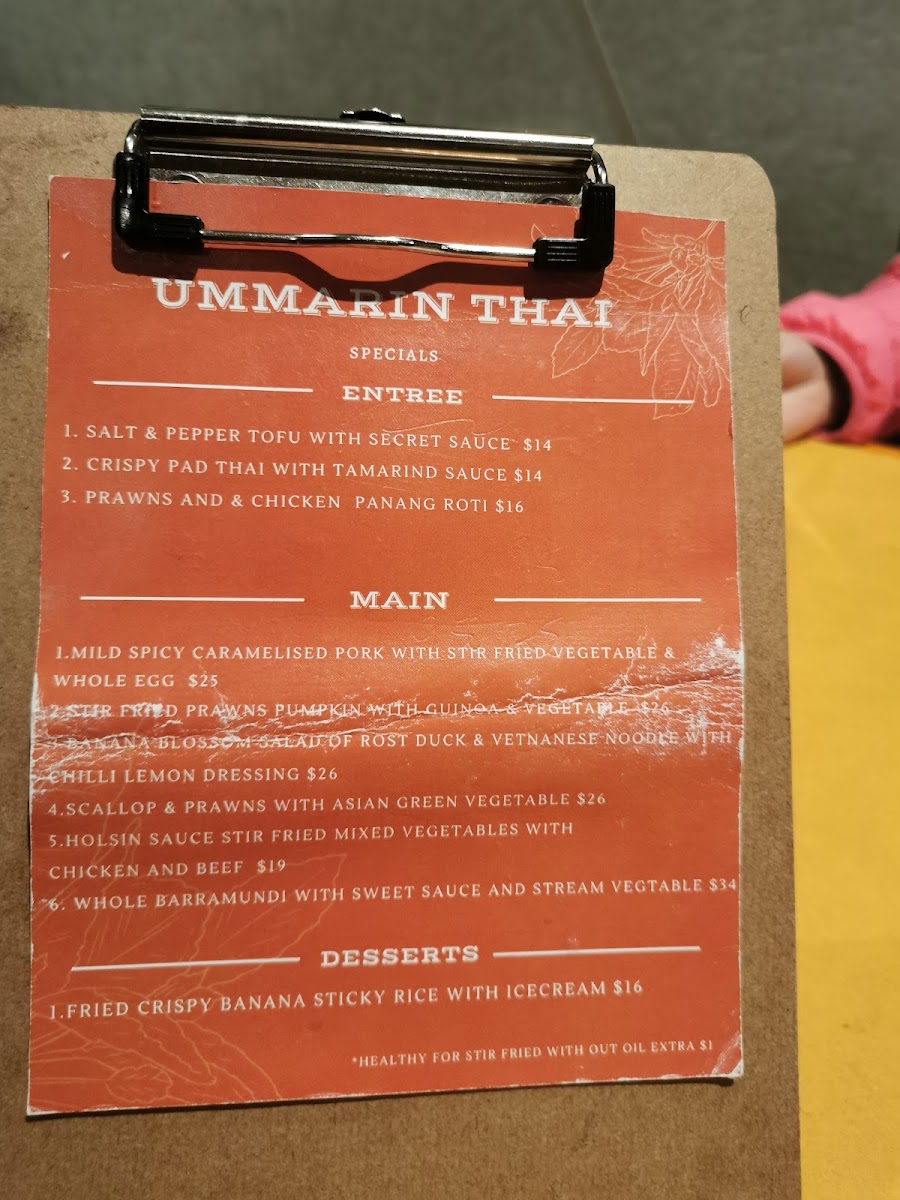 UMMARIN THAI
SPECIALS
ENTREE
1. SALT & PEPPER TOFU WITH SECRET SAUCE $14
2. CRISPY PAD THAI WITH TAMARIND SAUCE $14
3. PRAWNS AND & CHICKEN PANANG ROTI $16
MAIN
1.MILD SPICY CARAMELISED PORK WITH STIR FRIED VEGETABLE &
WHOLE EGG $25
2.STIR FRIED PRAWNS PUMPKIN WITH GUINOA & VEGETABLE $26
3.BANANA BLOSSOM SALAD OF ROST DUCK & VETNANESE NOODLE WITH
CHILLI LEMON DRESSING $26
4.SCALLOP & PRAWNS WITH ASIAN GREEN VEGETABLE $26
5.HOLSIN SAUCE STIR FRIED MIXED VEGETABLES WITH
CHICKEN AND BEEF $19
6. WHOLE BARRAMUNDI WITH SWEET SAUCE AND STREAM VEGTABLE $34
DESSERTS
1.FRIED CRISPY BANANA STICKY RICE WITH ICECREAM $16
*HEALTHY FOR STIR FRIED WITH OUT OIL EXTRA $1